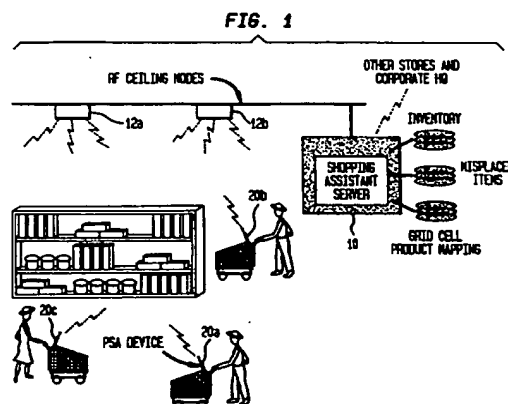 FIG. 1
OTHER STORES AND
CORPORATE HQ
RF CEILING NODES
12a
12b
INVENTORY
SHOPPING
ASSISTANT
SERVER
MISPLACE
ITEMS
10
GRID CELL
PRODUCT MAPPING
20b
20c
PSA DEVICE
20a